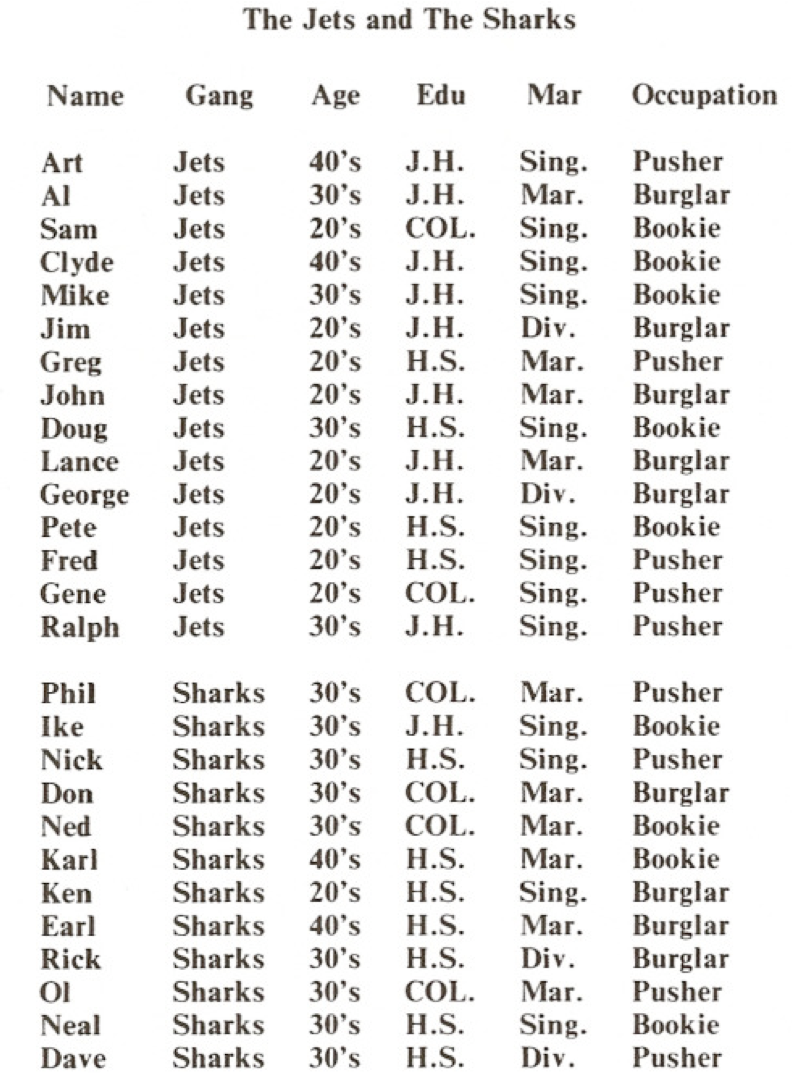 The Jets and The Sharks
Name Gang Age Edu Mar Occupation
Art Jets 40's J.H. Sing. Pusher
Al Jets 30's J.H. Mar. Burglar
Sam Jets 20's COL. Sing. Bookie
Clyde Jets 40's J.H. Sing. Bookie
Mike Jets 30's J.H. Sing. Bookie
Jim Jets 20's J.H. Div. Burglar
Greg Jets 20's H.S. Mar. Pusher
John Jets 20's J.H. Mar. Burglar
Doug Jets 30's H.S. Sing. Bookie
Lance Jets 20's J.H. Mar. Burglar
George Jets 20's J.H. Div. Burglar
Pete Jets 20's H.S. Sing. Bookie
Fred Jets 20's H.S. Sing. Pusher
Gene Jets 20's COL. Sing. Pusher
Ralph Jets 30's J.H. Sing. Pusher
Phil Sharks 30's COL. Mar. Pusher
Ike Sharks 30's J.H. Sing. Bookie
Nick Sharks 30's H.S. Sing. Pusher
Don Sharks 30's COL. Mar. Burglar
Ned Sharks 30's COL. Mar. Bookie
Karl Sharks 40's H.S. Mar. Bookie
Ken Sharks 20's H.S. Sing. Burglar
Earl Sharks 40's H.S. Mar. Burglar
Rick Sharks 30's H.S. Div. Burglar
Ol Sharks 30's COL. Mar. Pusher
Neal Sharks 30's H.S. Sing. Bookie
Dave Sharks 30's H.S. Div. Pusher